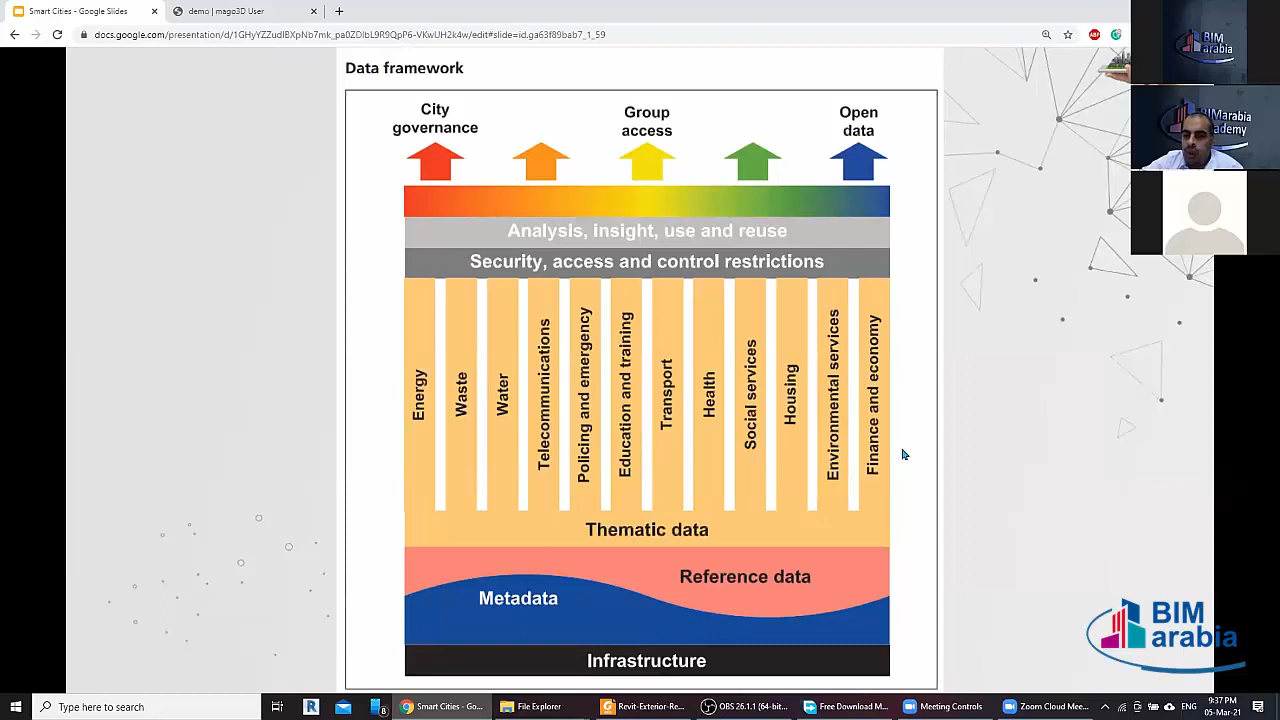 Smart Cities - Google Slides
demo | mago3D User
docs.google.com/presentation/d/1GHyYZZudIBXpNb7mk_pa0ZDlbL9R9QpP6-VKwUH2k4w/edit#slide=id.ga63f89bab7_1_59
Data framework
City
governance
Group
access
Open
data
Analysis, insight, use and reuse
Security, access and control restrictions
Energy
Waste
Water
Telecommunications
Policing and emergency
Education and training
Transport
Health
Social services
Housing
Environmental services
Finance and economy
Thematic data
Reference data
Metadata
Infrastructure
BIM
arabia
BIMarabia
Academy
BIM
arabia
Type here to search
Smart Cities - Go...
File Explorer
Revit-Exterior-Re...
OBS 26.1.1 (64-bit...
Free Download M...
Meeting Controls
Zoom Cloud Mee...
9:37 PM
05-Mar-21